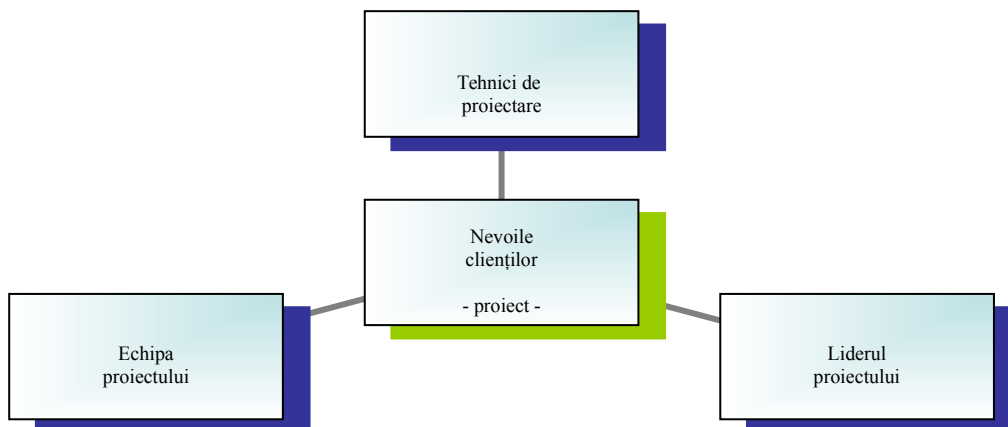 Tehnici de
proiectare
Nevoile
clienților
- proiect -
Echipa
proiectului
Liderul
proiectului